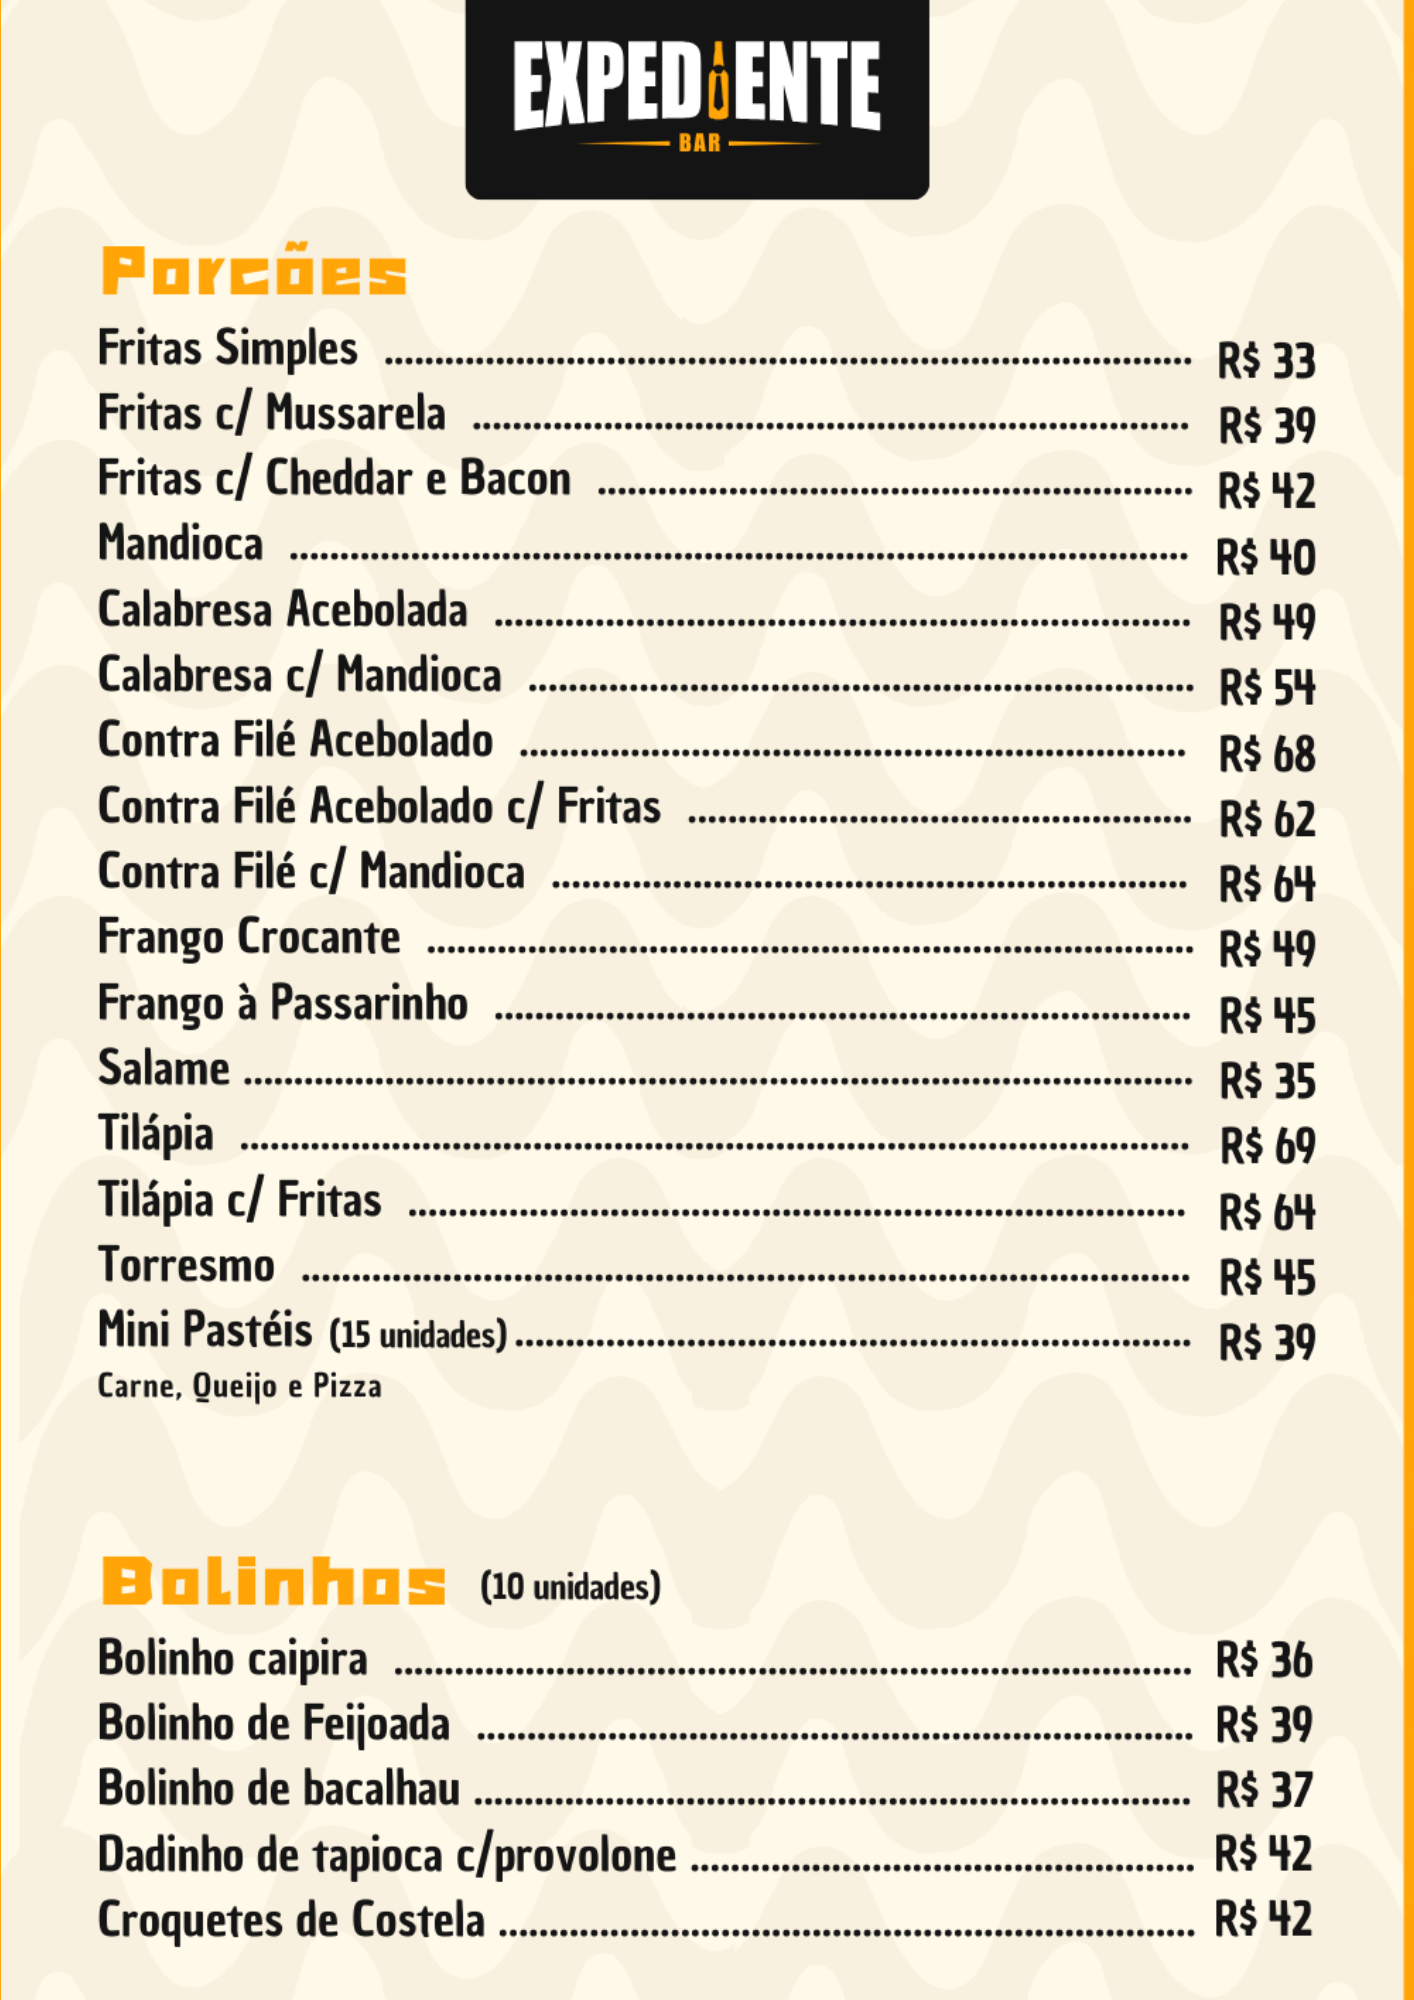 EXPEDIENTE
BAR
Porções
Fritas Simples ........ R$ 33
Fritas c/ Mussarela ........ R$ 39
Fritas c/ Cheddar e Bacon ........ R$ 42
Mandioca ........ R$ 40
Calabresa Acebolada ........ R$ 49
Calabresa c/ Mandioca ........ R$ 54
Contra Filé Acebolado ........ R$ 68
Contra Filé Acebolado c/ Fritas ........ R$ 62
Contra Filé c/ Mandioca ........ R$ 64
Frango Crocante ........ R$ 49
Frango à Passarinho ........ R$ 45
Salame ........ R$ 35
Tilápia ........ R$ 69
Tilápia c/ Fritas ........ R$ 64
Torresmo ........ R$ 45
Mini Pastéis (15 unidades) ........ R$ 39
Carne, Queijo e Pizza
Bolinhos (10 unidades)
Bolinho caipira ........ R$ 36
Bolinho de Feijoada ........ R$ 39
Bolinho de bacalhau ........ R$ 37
Dadinho de tapioca c/provolone ........ R$ 42
Croquetes de Costela ........ R$ 42